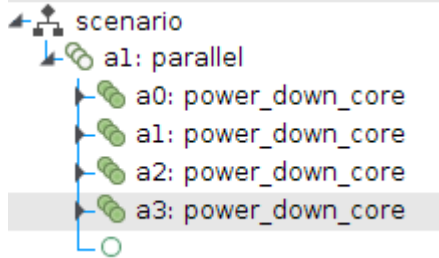 scenario
a1: parallel
a0: power_down_core
a1: power_down_core
a2: power_down_core
a3: power_down_core